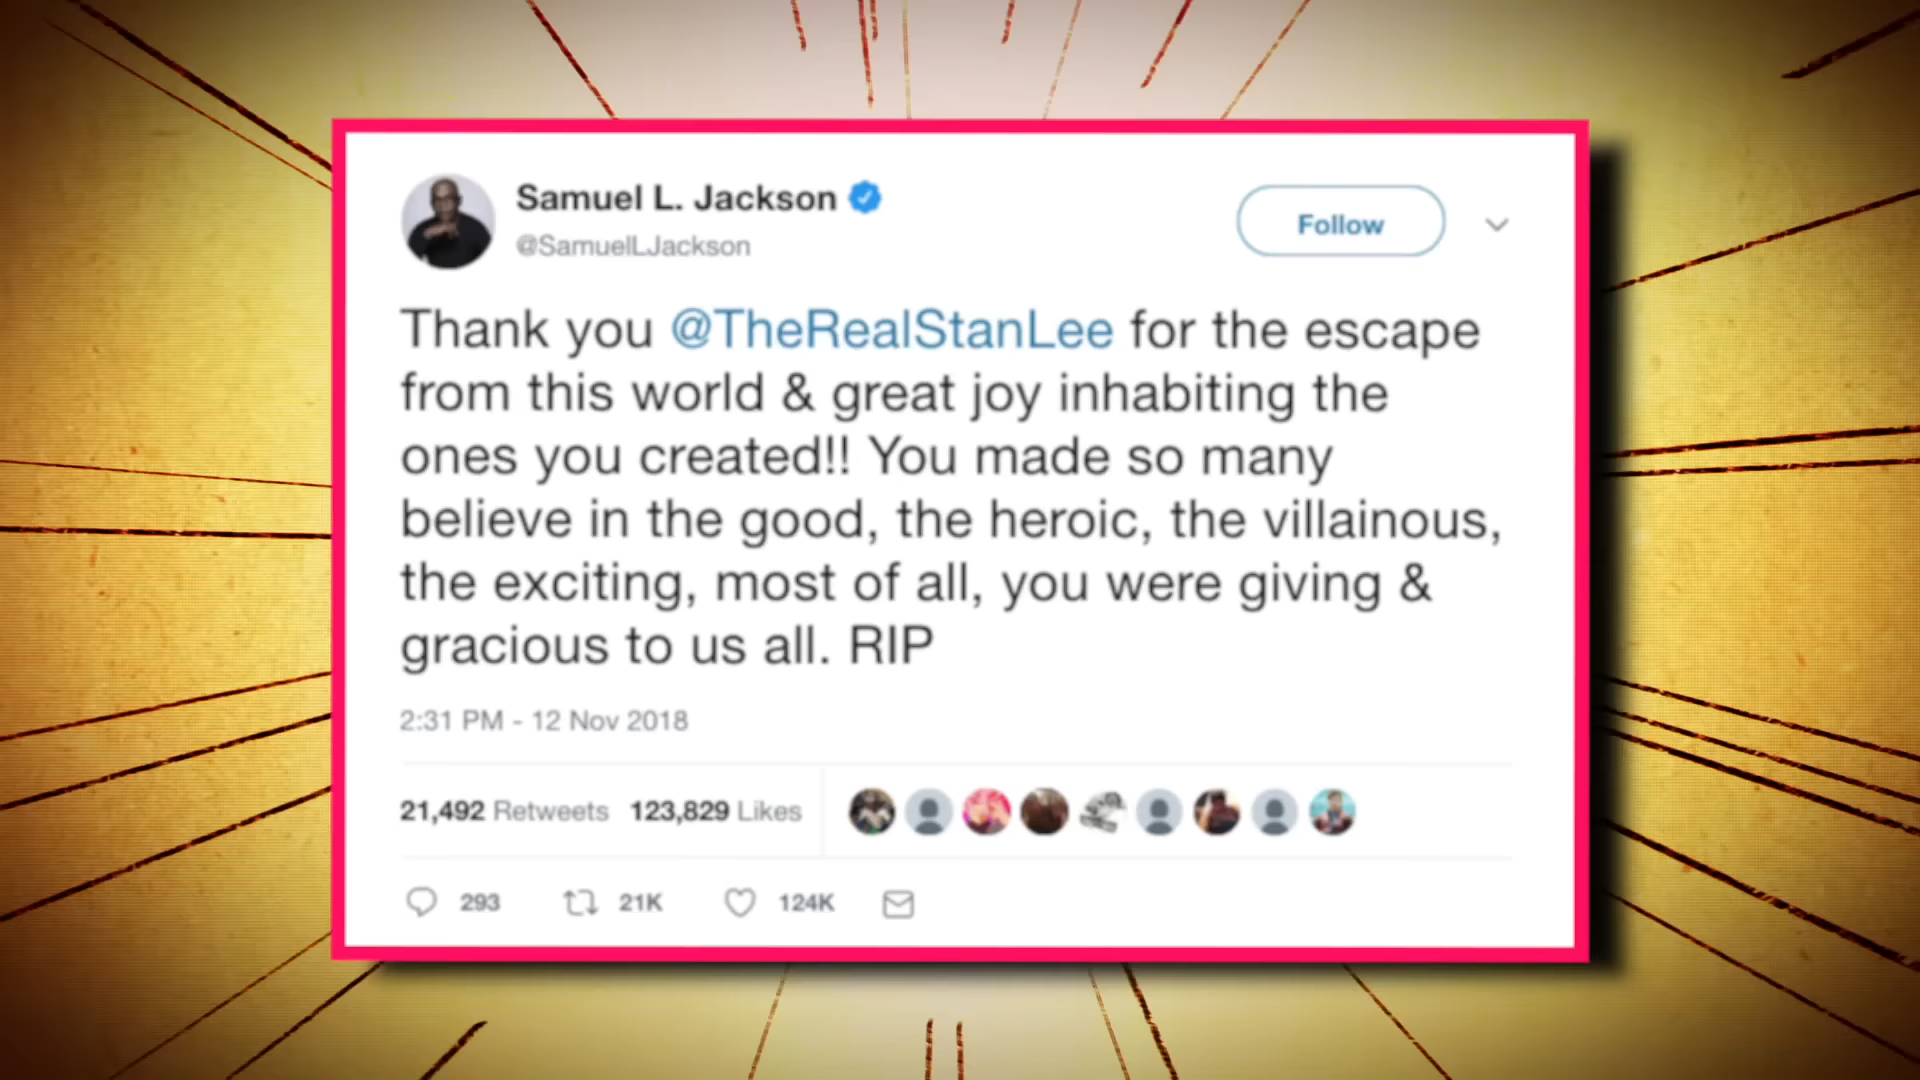 Samuel L. Jackson
@SamuelLJackson
Follow
Thank you @TheRealStanLee for the escape
from this world & great joy inhabiting the
ones you created!! You made so many
believe in the good, the heroic, the villainous,
the exciting, most of all, you were giving &
gracious to us all. RIP
2:31 PM - 12 Nov 2018
21,492 Retweets 123,829 Likes
293 21K 124K